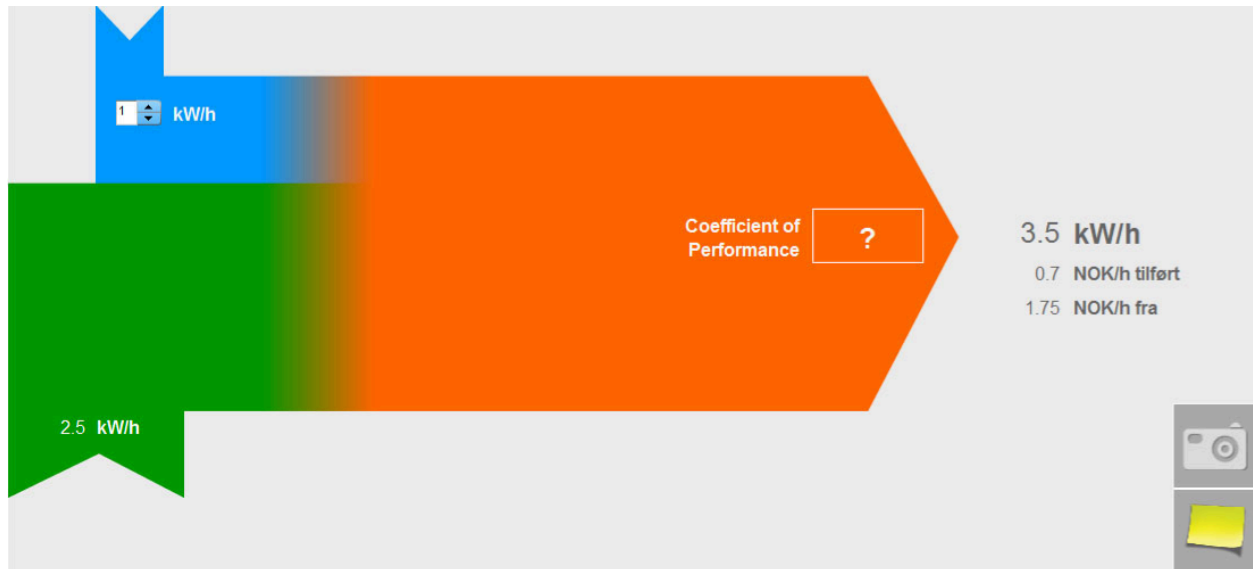 1 kW/h
Coefficient of
Performance
?
3.5 kW/h
0.7 NOK/h tilført
1.75 NOK/h fra
2.5 kW/h